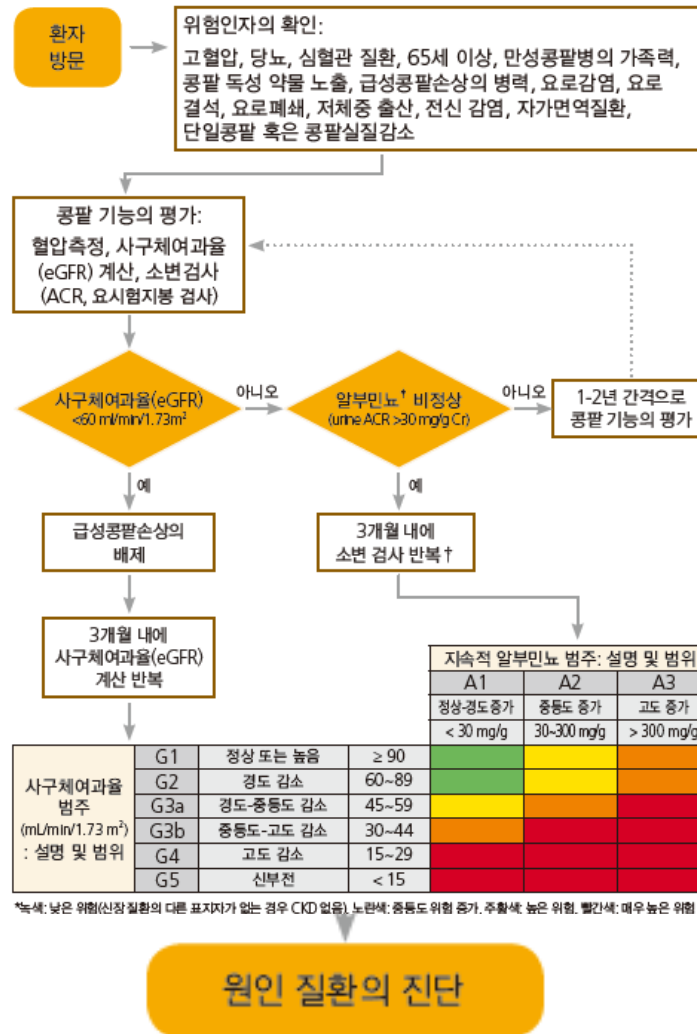 환자
방문
위험인자의 확인:
고혈압, 당뇨, 심혈관 질환, 65세 이상, 만성콩팥병의 가족력,
콩팥 독성 약물 노출, 급성콩팥손상의 병력, 요로감염, 요로
결석, 요로폐쇄, 저체중 출산, 전신 감염, 자가면역질환,
단일콩팥 혹은 콩팥실질감소
콩팥 기능의 평가:
혈압측정, 사구체여과율
(eGFR) 계산, 소변검사
(ACR, 요시험지봉 검사)
사구체여과율(eGFR)
<60 ml/min/1.73m²
아니오
알부민뇨† 비정상
(urine ACR >30 mg/g Cr)
아니오
1-2년 간격으로
콩팥 기능의 평가
예
예
급성콩팥손상의
배제
3개월 내에
소변 검사 반복†
3개월 내에
사구체여과율(eGFR)
계산 반복
지속적 알부민뇨 범주: 설명 및 범위
A1 A2 A3
정상-경도 증가 중등도 증가 고도 증가
< 30 mg/g 30~300 mg/g > 300 mg/g
사구체여과율
범주
(mL/min/1.73 m²)
: 설명 및 범위
G1 정상 또는 높음 ≥ 90
G2 경도 감소 60~89
G3a 경도-중등도 감소 45~59
G3b 중등도-고도 감소 30~44
G4 고도 감소 15~29
G5 신부전 < 15
*녹색: 낮은 위험(신장 질환의 다른 표지자가 없는 경우 CKD 없음), 노란색: 중등도 위험 증가, 주황색: 높은 위험, 빨간색: 매우 높은 위험
원인 질환의 진단